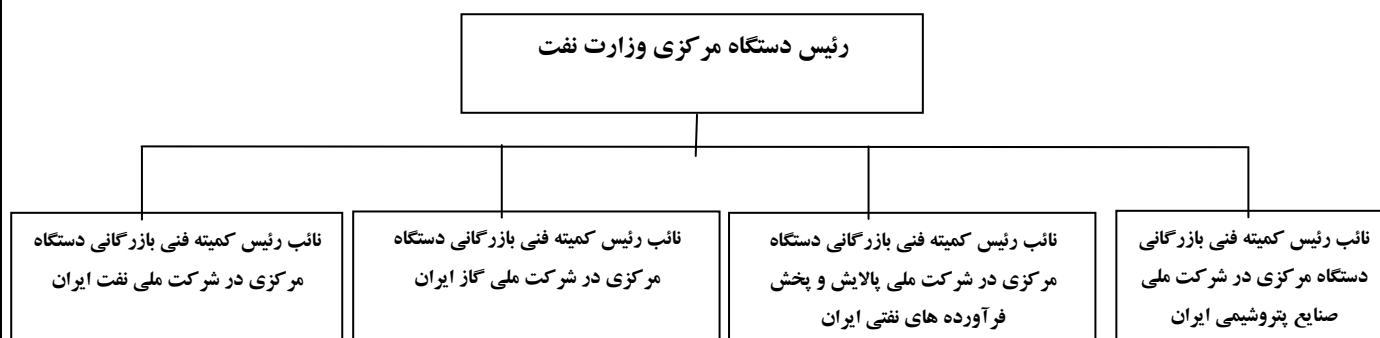 رئیس دستگاه مرکزی وزارت نفت
نائب رئیس کمیته فنی بازرگانی
دستگاه مرکزی در شرکت ملی
صنایع پتروشیمی ایران
نائب رئیس کمیته فنی بازرگانی دستگاه
مرکزی در شرکت ملی پالایش و پخش
فرآورده های نفتی ایران
نائب رئیس کمیته فنی بازرگانی دستگاه
مرکزی در شرکت ملی گاز ایران
نائب رئیس کمیته فنی بازرگانی دستگاه
مرکزی در شرکت ملی نفت ایران